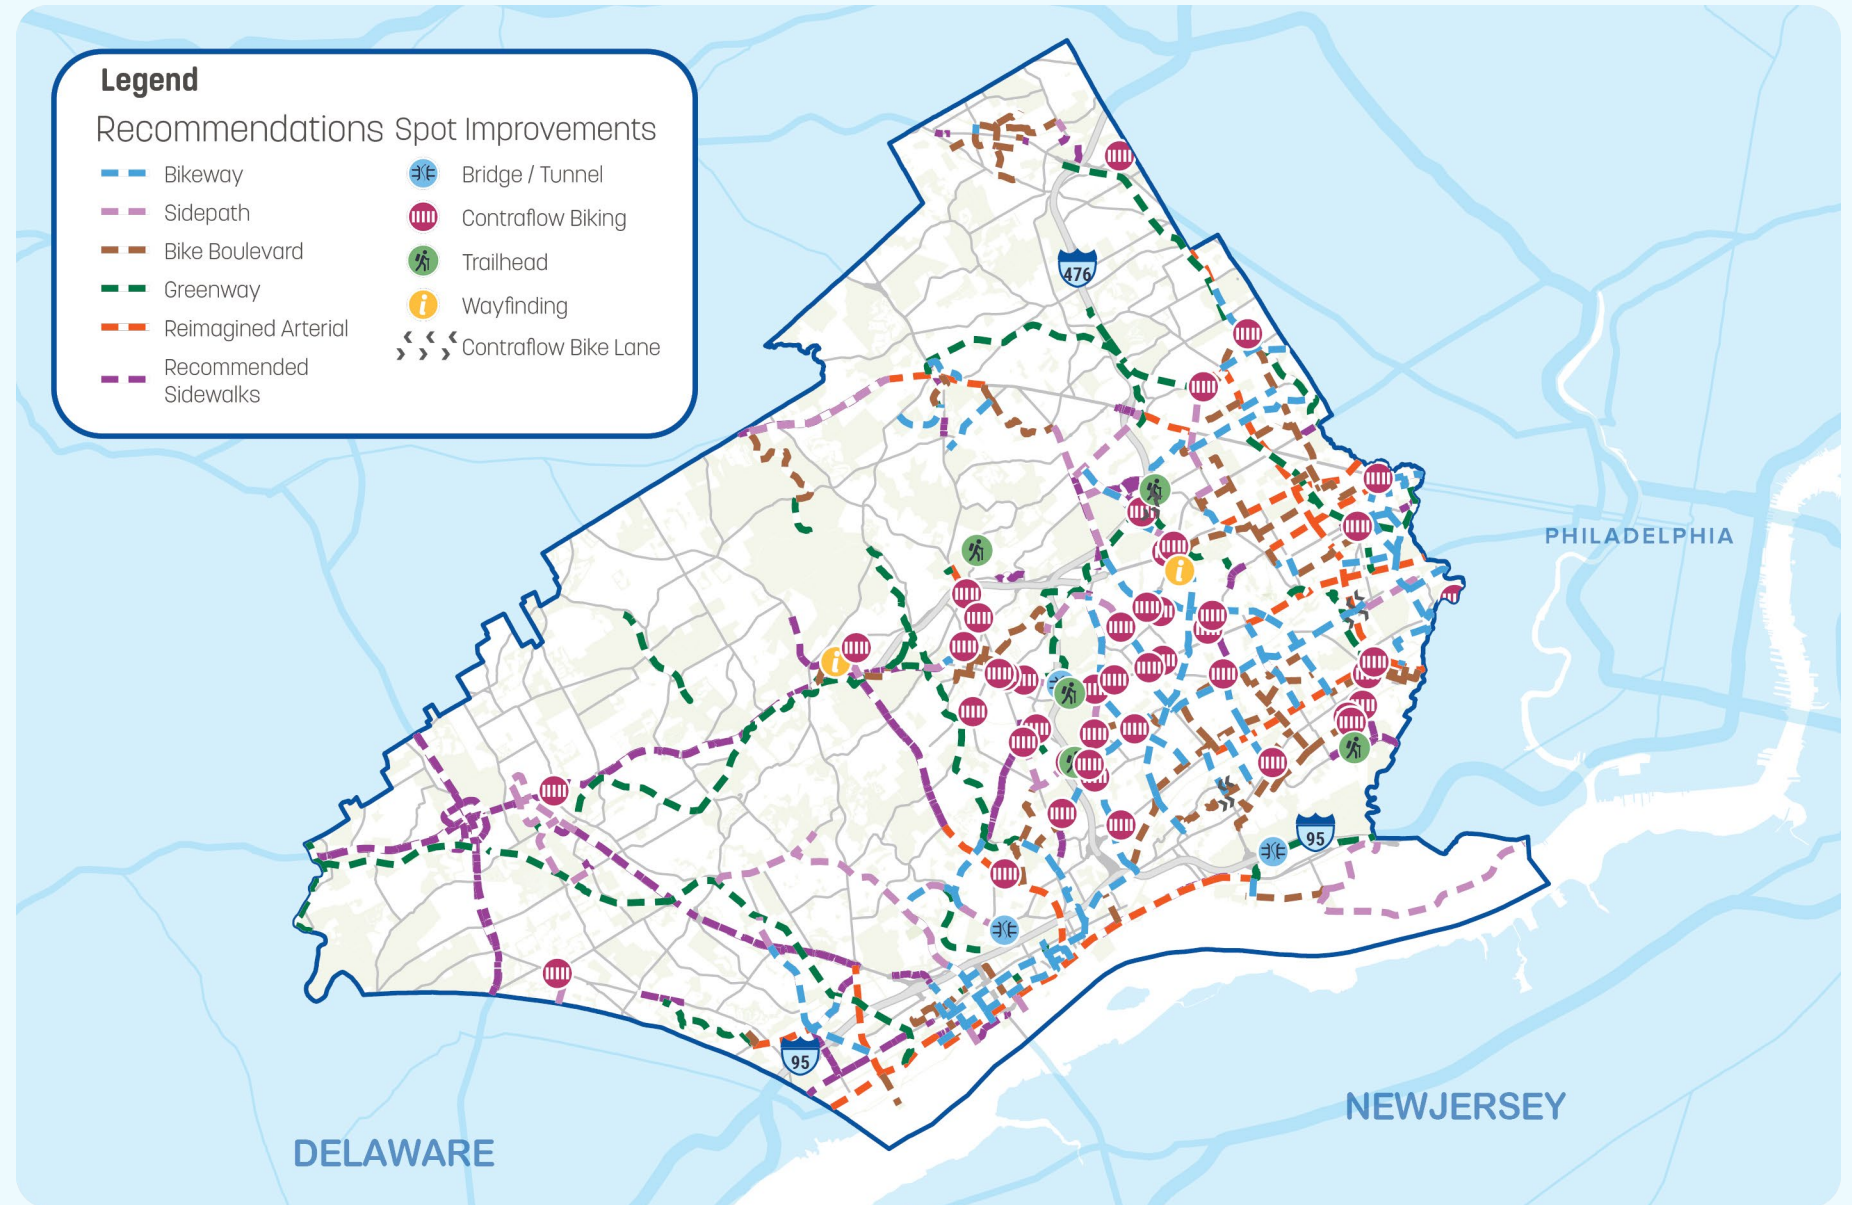 Legend
Recommendations
Bikeway
Sidepath
Bike Boulevard
Greenway
Reimagined Arterial
Recommended
Sidewalks
Spot Improvements
Bridge / Tunnel
Contraflow Biking
Trailhead
i Wayfinding
Contraflow Bike Lane
476
PHILADELPHIA
i
i
95
95
NEWJERSEY
DELAWARE